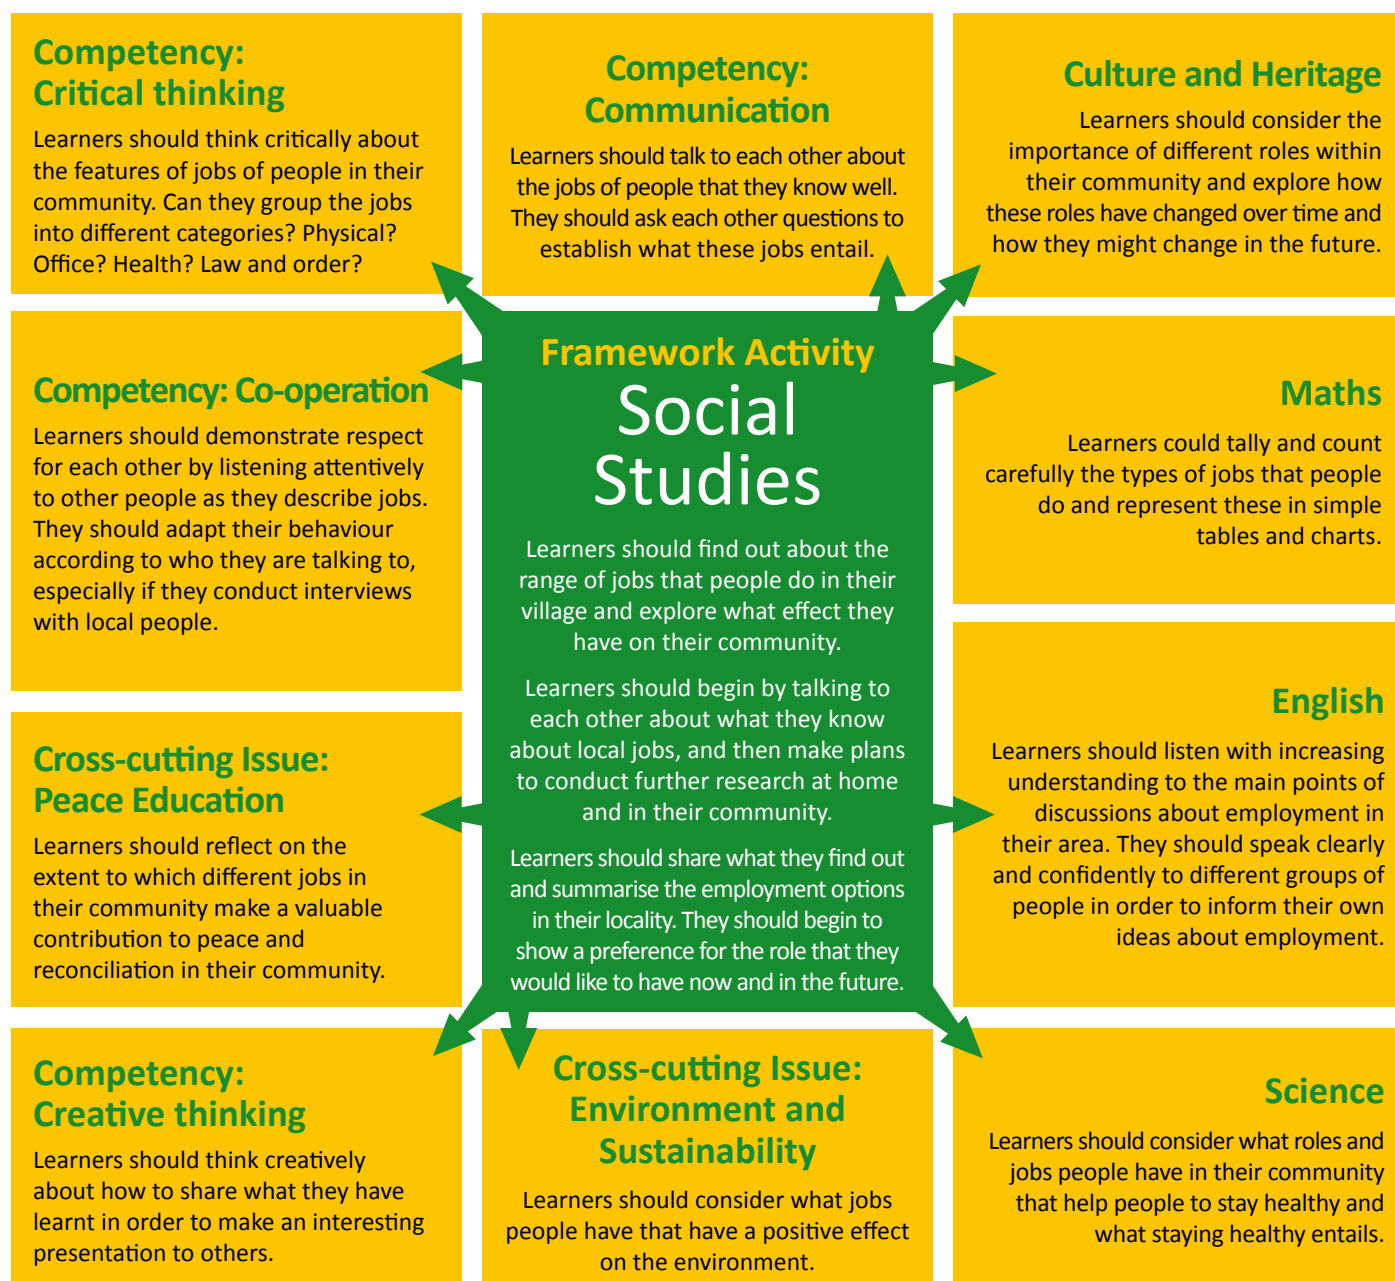 Competency:
Critical thinking
Learners should think critically about
the features of jobs of people in their
community. Can they group the jobs
into different categories? Physical?
Office? Health? Law and order?
Competency:
Communication
Learners should talk to each other about
the jobs of people that they know well.
They should ask each other questions to
establish what these jobs entail.
Culture and Heritage
Learners should consider the
importance of different roles within
their community and explore how
these roles have changed over time and
how they might change in the future.
Competency: Co-operation
Learners should demonstrate respect
for each other by listening attentively
to other people as they describe jobs.
They should adapt their behaviour
according to who they are talking to,
especially if they conduct interviews
with local people.
Framework Activity
Social
Studies
Learners should find out about the
range of jobs that people do in their
village and explore what effect they
have on their community.
Learners should begin by talking to
each other about what they know
about local jobs, and then make plans
to conduct further research at home
and in their community.
Learners should share what they find out
and summarise the employment options
in their locality. They should begin to
show a preference for the role that they
would like to have now and in the future.
Maths
Learners could tally and count
carefully the types of jobs that people
do and represent these in simple
tables and charts.
English
Learners should listen with increasing
understanding to the main points of
discussions about employment in
their area. They should speak clearly
and confidently to different groups of
people in order to inform their own
ideas about employment.
Cross-cutting Issue:
Peace Education
Learners should reflect on the
extent to which different jobs in
their community make a valuable
contribution to peace and
reconciliation in their community.
Competency:
Creative thinking
Learners should think creatively
about how to share what they have
learnt in order to make an interesting
presentation to others.
Cross-cutting Issue:
Environment and
Sustainability
Learners should consider what jobs
people have that have a positive effect
on the environment.
Science
Learners should consider what roles and
jobs people have in their community
that help people to stay healthy and
what staying healthy entails.